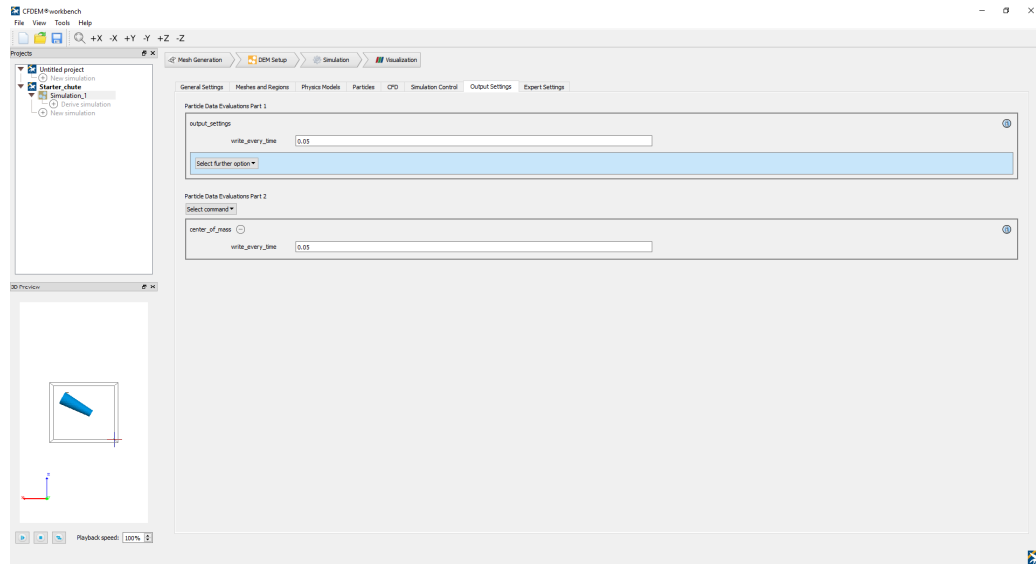 CFDEM®workbench
File View Tools Help
+X -X +Y -Y +Z -Z
Projects
Untitled project
New simulation
Starter_chute
Simulation_1
Derive simulation
New simulation
3D Preview
Playback speed: 100%
Mesh Generation DEM Setup Simulation Visualization
General Settings Meshes and Regions Physics Models Particles CFD Simulation Control Output Settings Expert Settings
Particle Data Evaluations Part 1
output_settings
write_every_time 0.05
Select further option
Particle Data Evaluations Part 2
Select command
center_of_mass
write_every_time 0.05